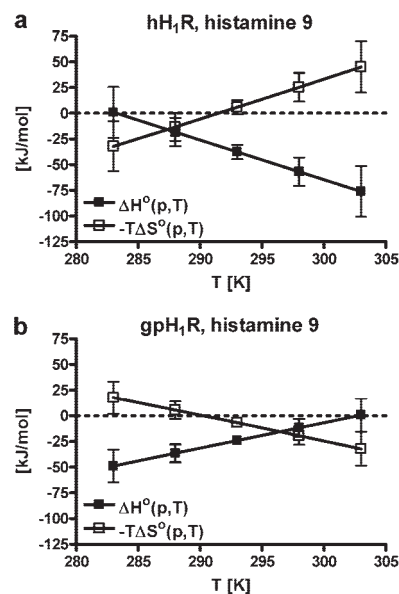 a
hH₁R, histamine 9
[kJ/mol]
75
50
25
0
-25
-50
-75
-100
-125
ΔH°(p,T)
-TΔS°(p,T)
280 285 290 295 300 305
T [K]
b
gpH₁R, histamine 9
[kJ/mol]
75
50
25
0
-25
-50
-75
-100
-125
ΔH°(p,T)
-TΔS°(p,T)
280 285 290 295 300 305
T [K]